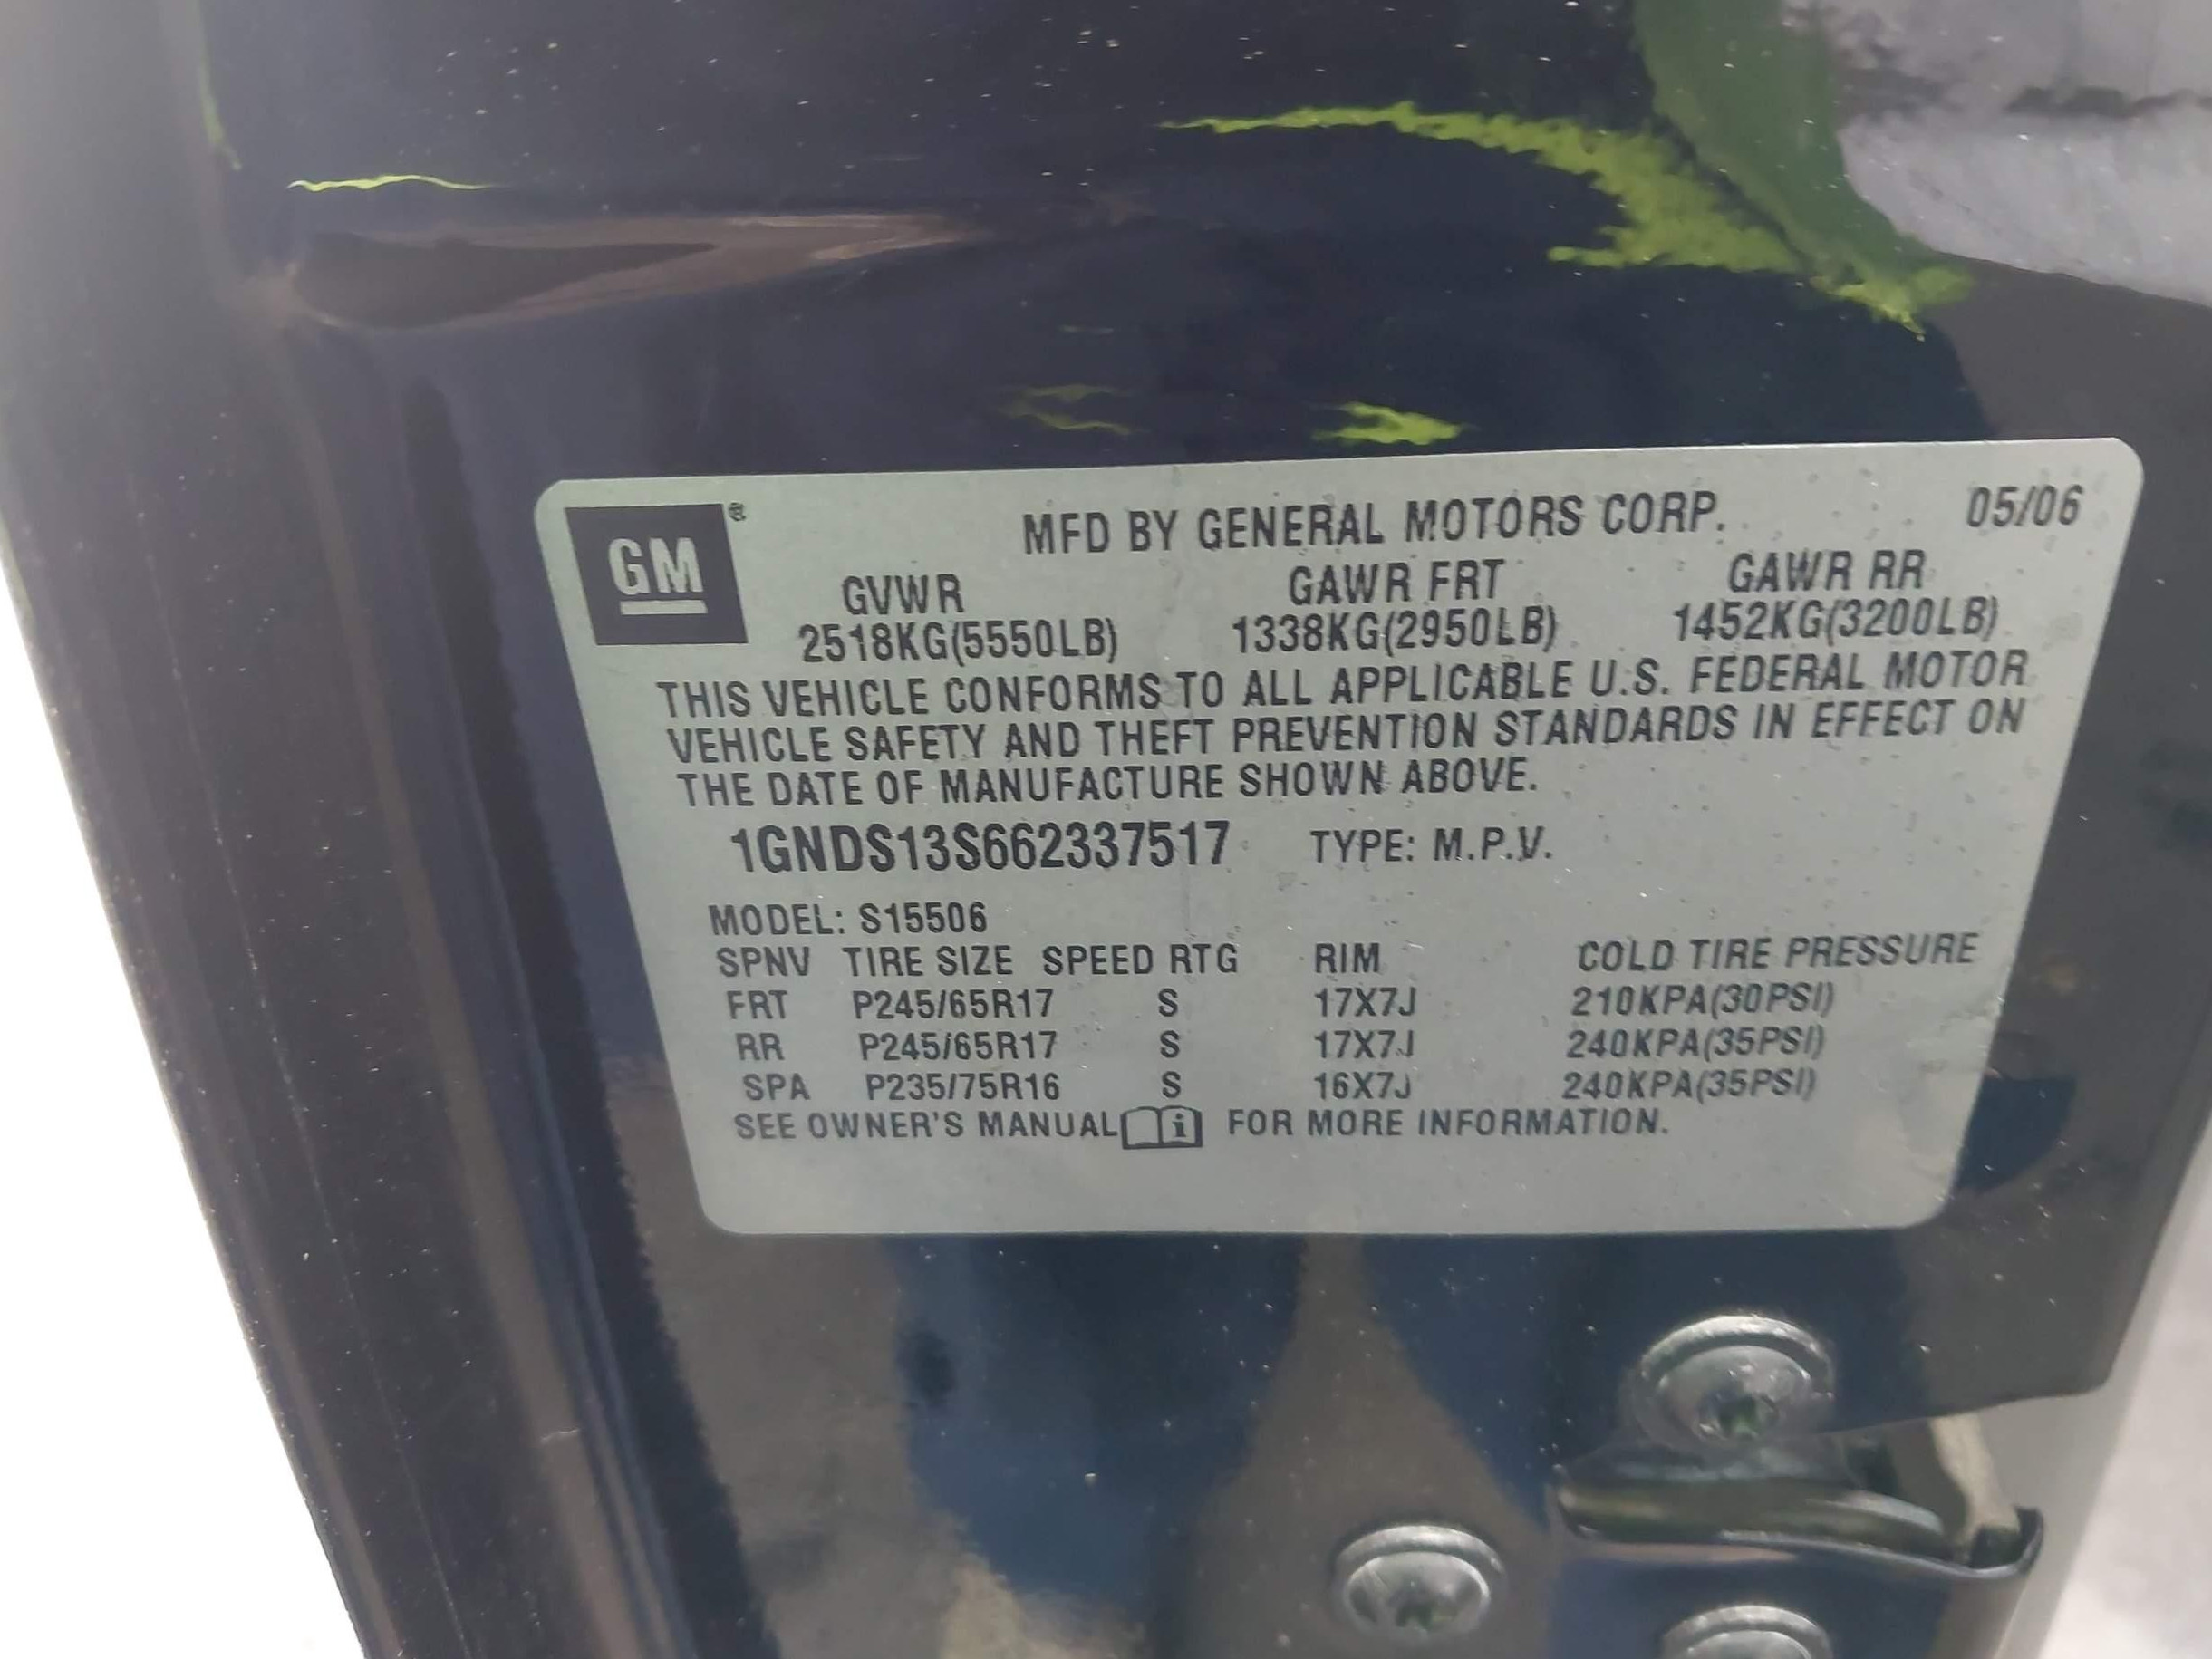 GM ®
MFD BY GENERAL MOTORS CORP. 05/06
GVWR GAWR FRT GAWR RR
2518KG(5550LB) 1338KG(2950LB) 1452KG(3200LB)
THIS VEHICLE CONFORMS TO ALL APPLICABLE U.S. FEDERAL MOTOR
VEHICLE SAFETY AND THEFT PREVENTION STANDARDS IN EFFECT ON
THE DATE OF MANUFACTURE SHOWN ABOVE.
1GNDS13S662337517 TYPE: M.P.V.
MODEL: S15506
SPNV TIRE SIZE SPEED RTG RIM COLD TIRE PRESSURE
FRT P245/65R17 S 17X7J 210KPA(30PSI)
RR P245/65R17 S 17X7J 240KPA(35PSI)
SPA P235/75R16 S 16X7J 240KPA(35PSI)
SEE OWNER'S MANUAL i FOR MORE INFORMATION.